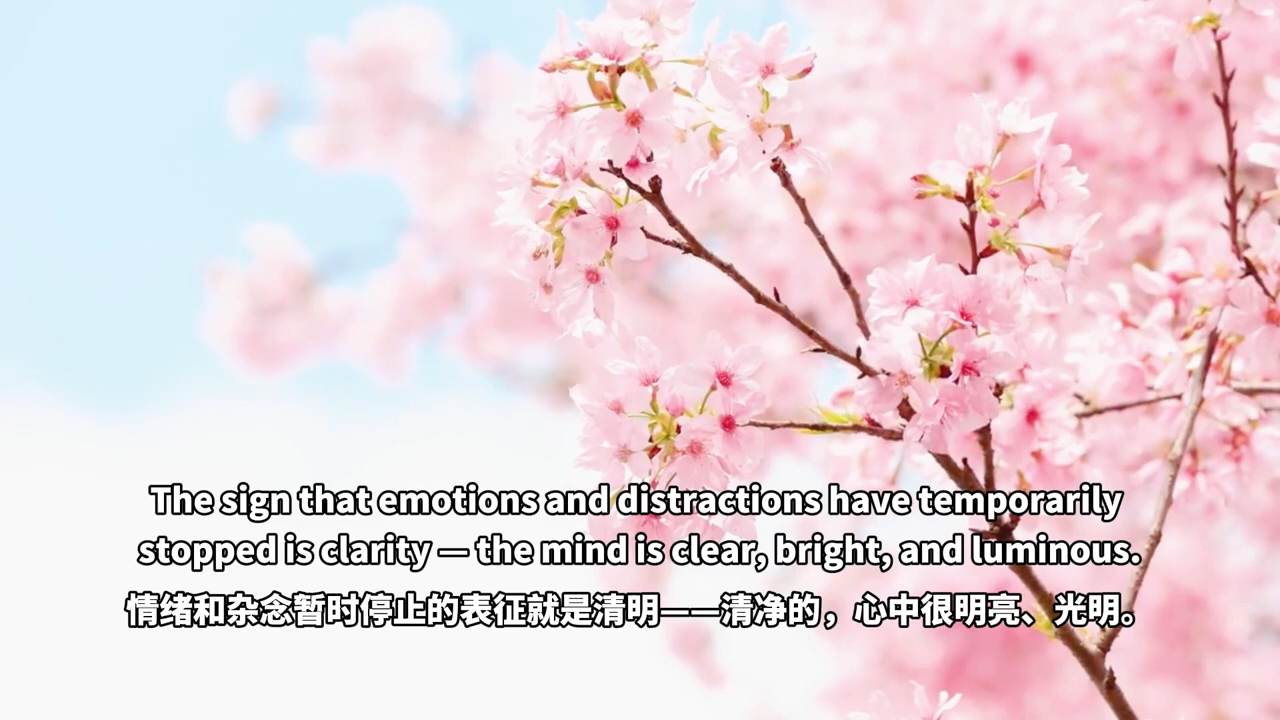 The sign that emotions and distractions have temporarily
stopped is clarity — the mind is clear, bright, and luminous.
情绪和杂念暂时停止的表征就是清明——清净的，心中很明亮、光明。